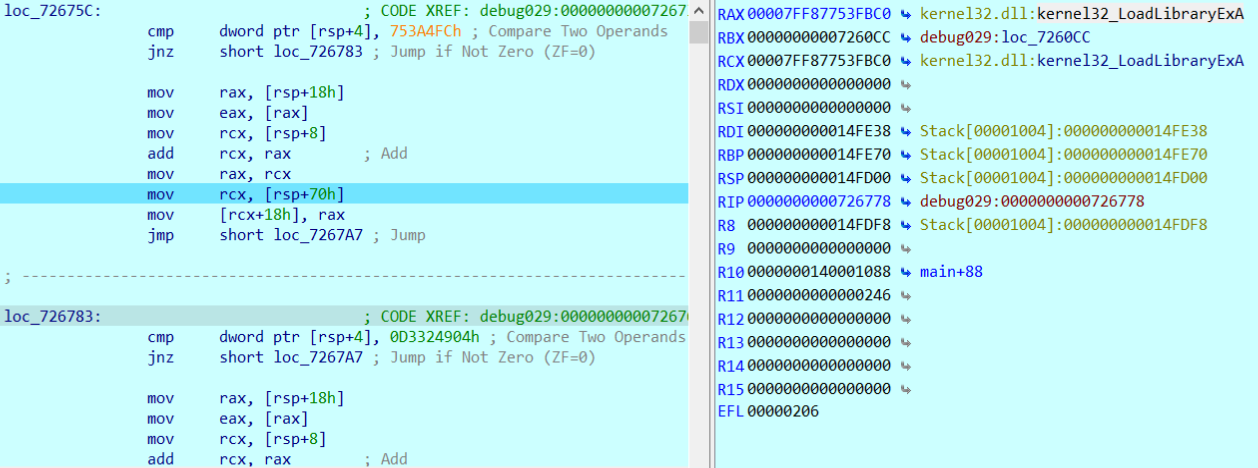 loc_72675C: ; CODE XREF: debug029:00000000007267
cmp dword ptr [rsp+4], 753A4FCh ; Compare Two Operands
jnz short loc_726783 ; Jump if Not Zero (ZF=0)
mov rax, [rsp+18h]
mov eax, [rax]
mov rcx, [rsp+8]
add rcx, rax ; Add
mov rax, rcx
mov rcx, [rsp+70h]
mov [rcx+18h], rax
jmp short loc_7267A7 ; Jump
; ---------------------------------------------------------------------------
loc_726783: ; CODE XREF: debug029:000000000072676
cmp dword ptr [rsp+4], 0D3324904h ; Compare Two Operands
jnz short loc_7267A7 ; Jump if Not Zero (ZF=0)
mov rax, [rsp+18h]
mov eax, [rax]
mov rcx, [rsp+8]
add rcx, rax ; Add
RAX 00007FF87753FBC0 kernel32.dll:kernel32_LoadLibraryExA
RBX 00000000007260CC debug029:loc_7260CC
RCX 00007FF87753FBC0 kernel32.dll:kernel32_LoadLibraryExA
RDX 0000000000000000
RSI 0000000000000000
RDI 000000000014FE38 Stack[00001004]:000000000014FE38
RBP 000000000014FE70 Stack[00001004]:000000000014FE70
RSP 000000000014FD00 Stack[00001004]:000000000014FD00
RIP 0000000000726778 debug029:0000000000726778
R8 000000000014FDF8 Stack[00001004]:000000000014FDF8
R9 0000000000000000
R10 0000000140001088 main+88
R11 0000000000000246
R12 0000000000000000
R13 0000000000000000
R14 0000000000000000
R15 0000000000000000
EFL 00000206